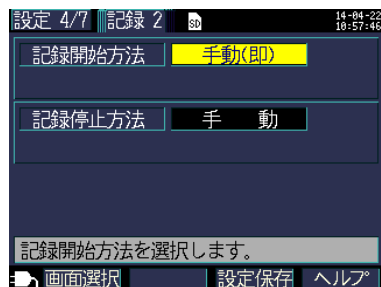 設定 4/7 記録 2 SD 14-04-22
10:57:46
記録開始方法 手動(即)
記録停止方法 手 動
記録開始方法を選択します。
画面選択 設定保存 ヘルプ